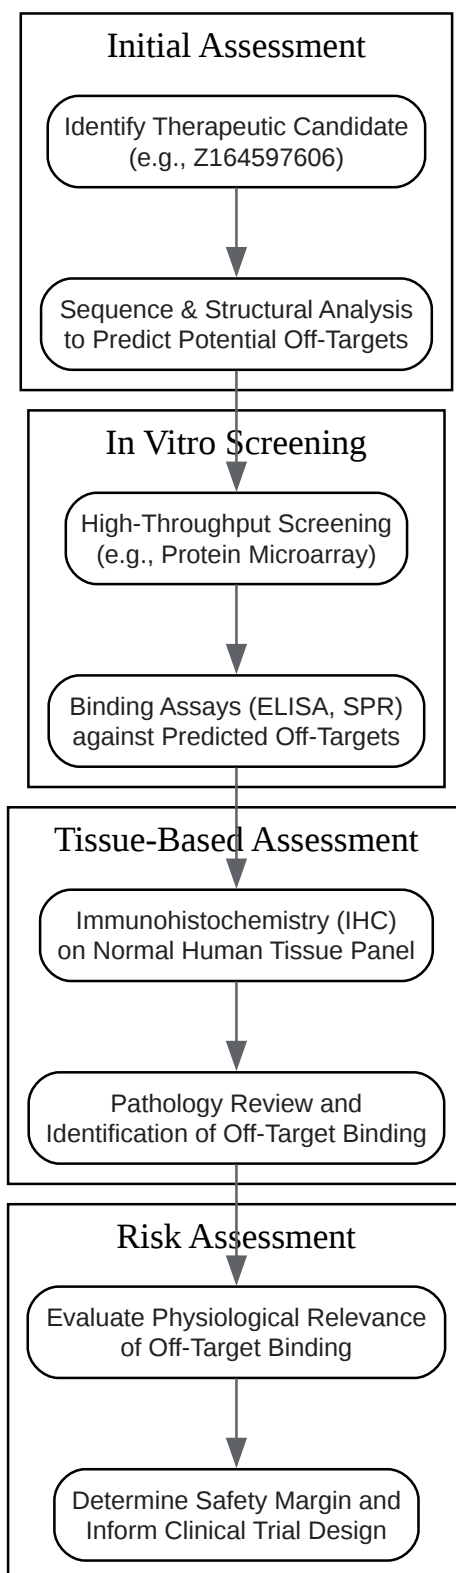 Initial Assessment
Identify Therapeutic Candidate
(e.g., Z164597606)
Sequence & Structural Analysis
to Predict Potential Off-Targets
In Vitro Screening
High-Throughput Screening
(e.g., Protein Microarray)
Binding Assays (ELISA, SPR)
against Predicted Off-Targets
Tissue-Based Assessment
Immunohistochemistry (IHC)
on Normal Human Tissue Panel
Pathology Review and
Identification of Off-Target Binding
Risk Assessment
Evaluate Physiological Relevance
of Off-Target Binding
Determine Safety Margin and
Inform Clinical Trial Design